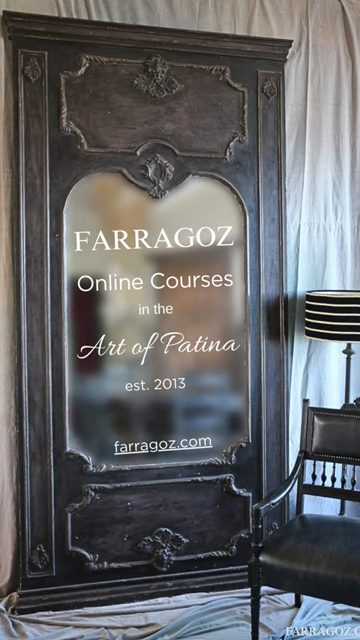 FARRAGOZ
Online Courses
in the
Art of Patina
est. 2013
farragoz.com
FARRAGOZ.C